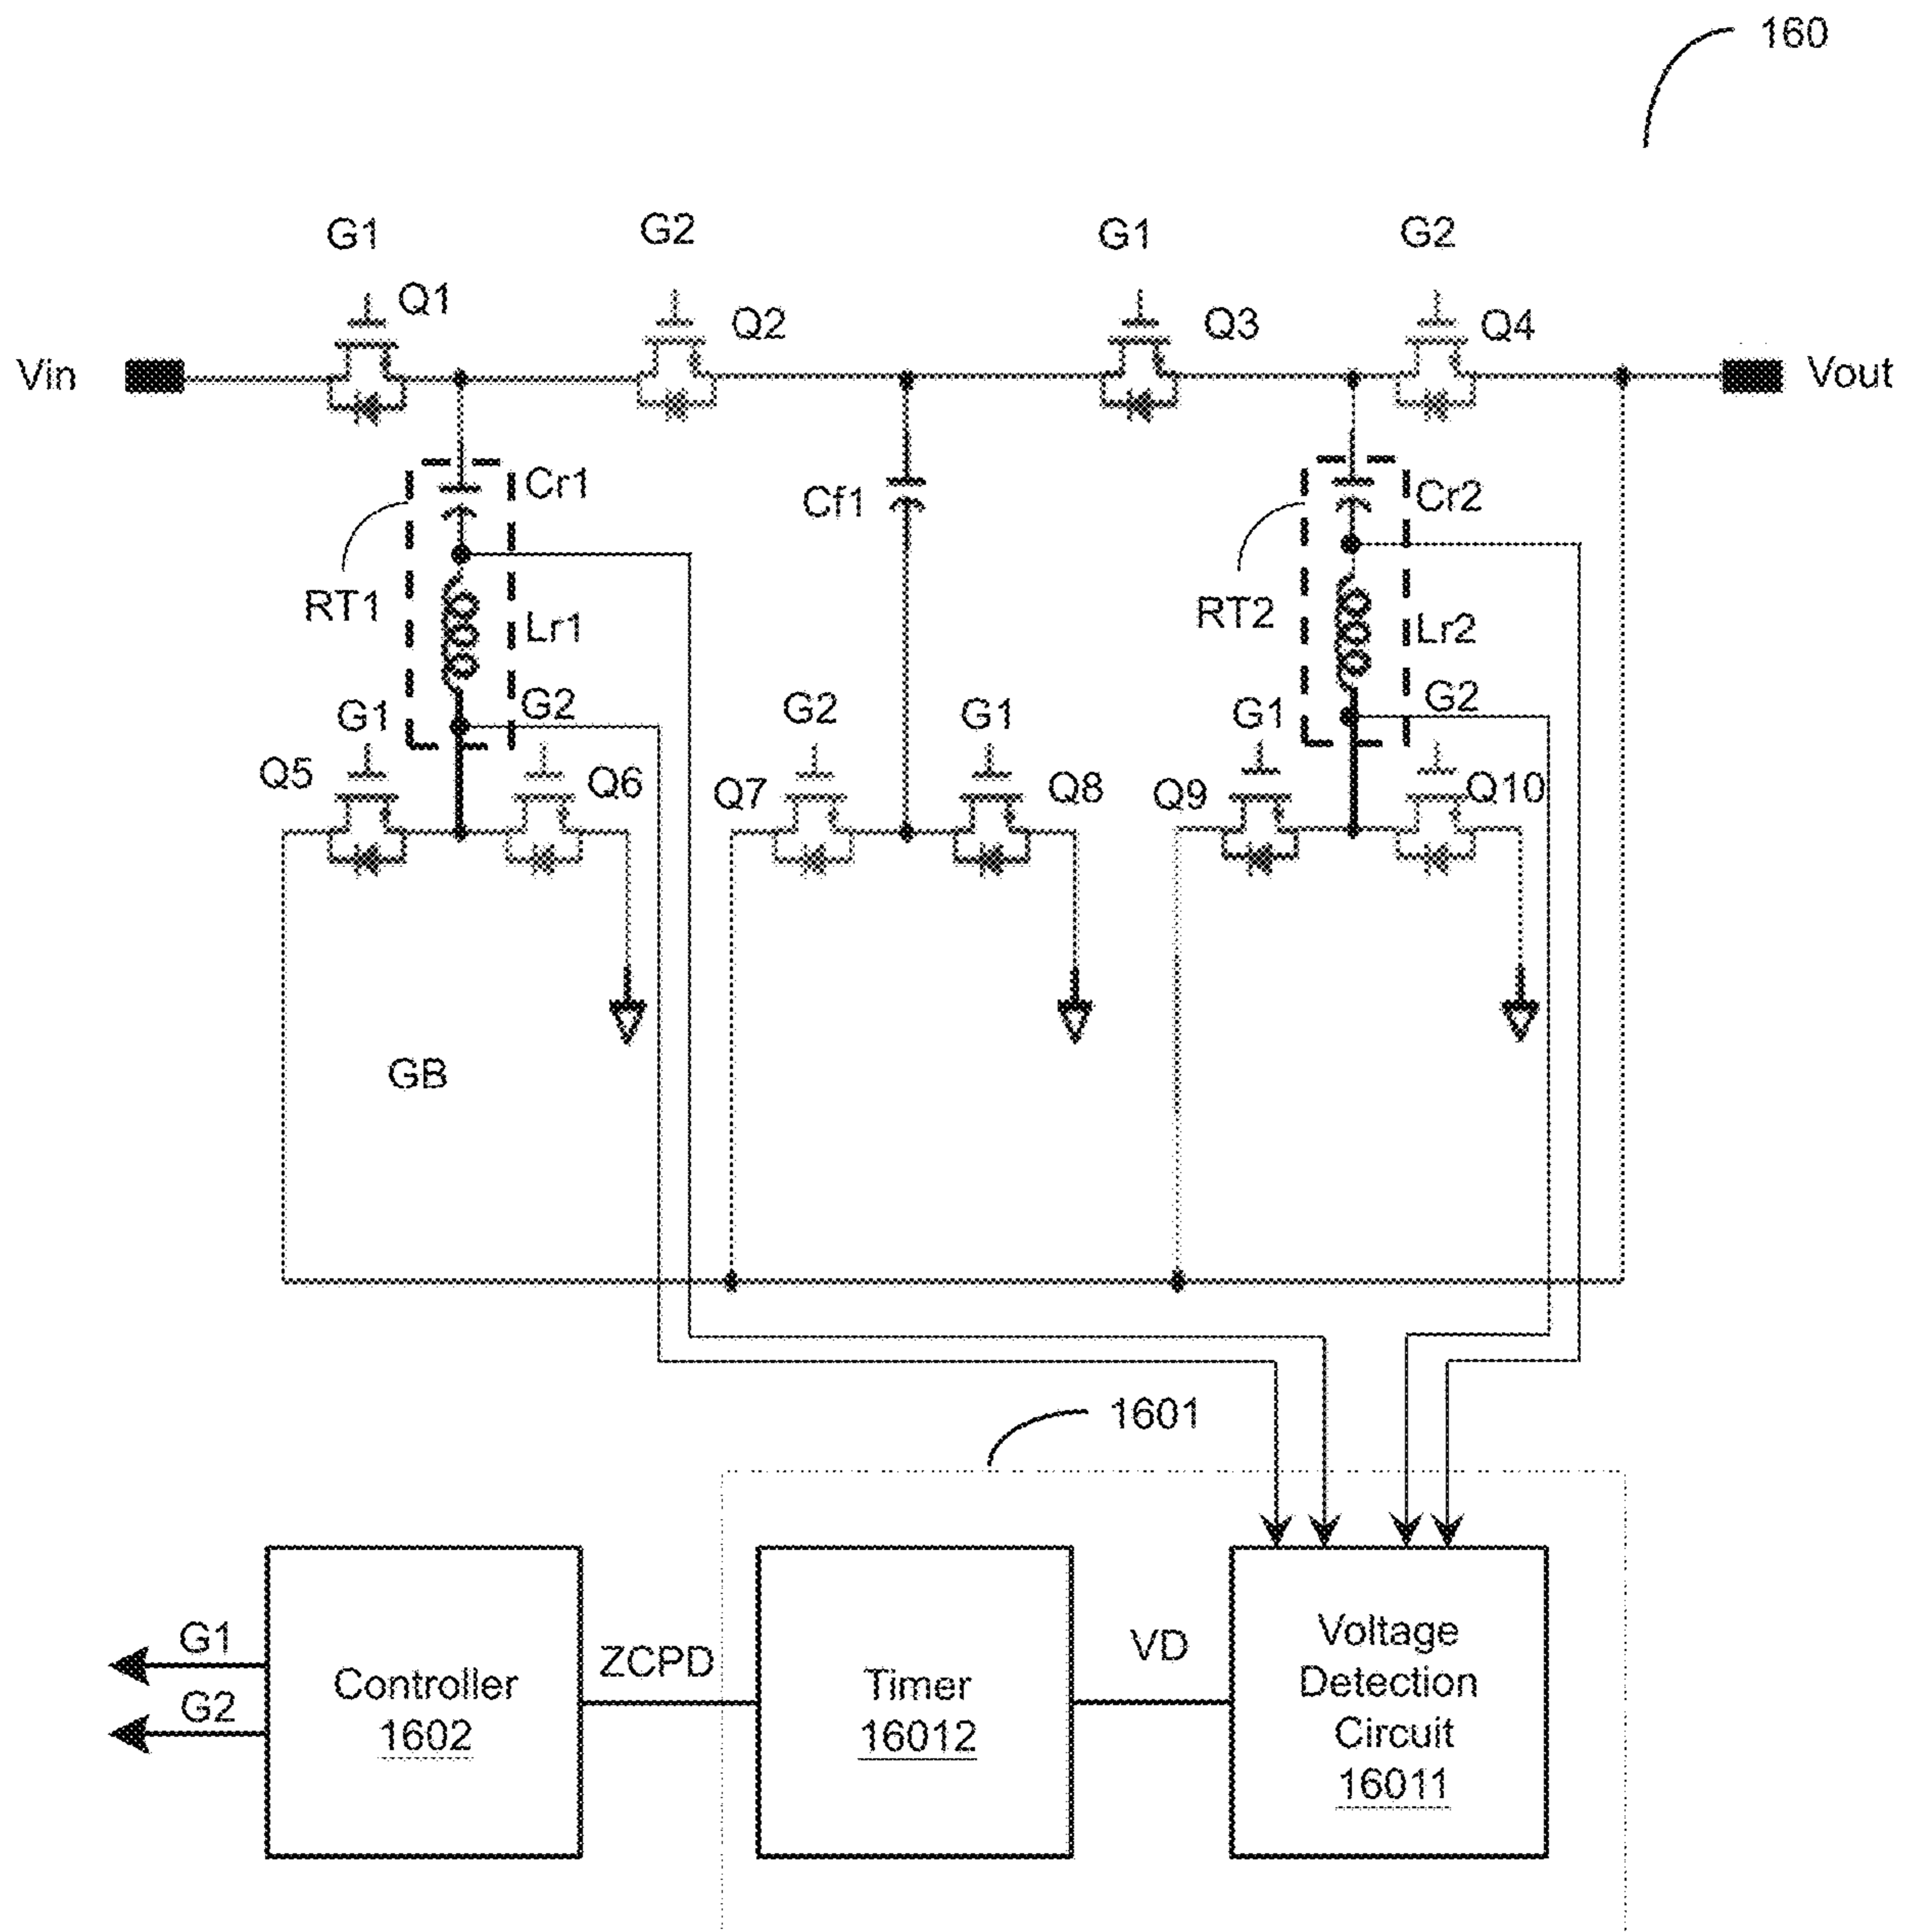 160
G1
G2
G1
G2
Q1
Q2
Q3
Q4
Vin
Vout
Cr1
Cf1
Cr2
RT1
Lr1
RT2
Lr2
G1
G2
G2
G1
G1
G2
Q5
Q6
Q7
Q8
Q9
Q10
GB
1601
G1
G2
Controller
1602
ZCPD
Timer
16012
VD
Voltage
Detection
Circuit
16011